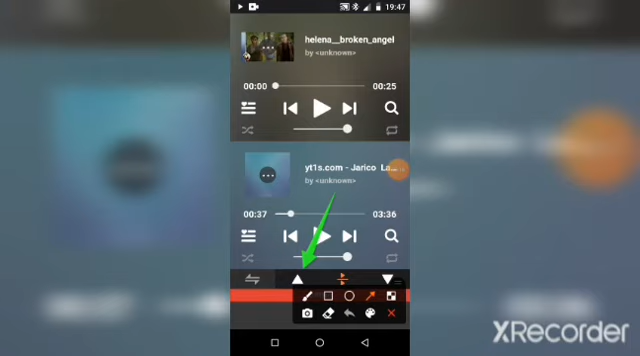 19:47
helena__broken_angel
by <unknown>
00:00
00:25
yt1s.com - Jarico La...
by <unknown>
00:37
03:36
XRecorder